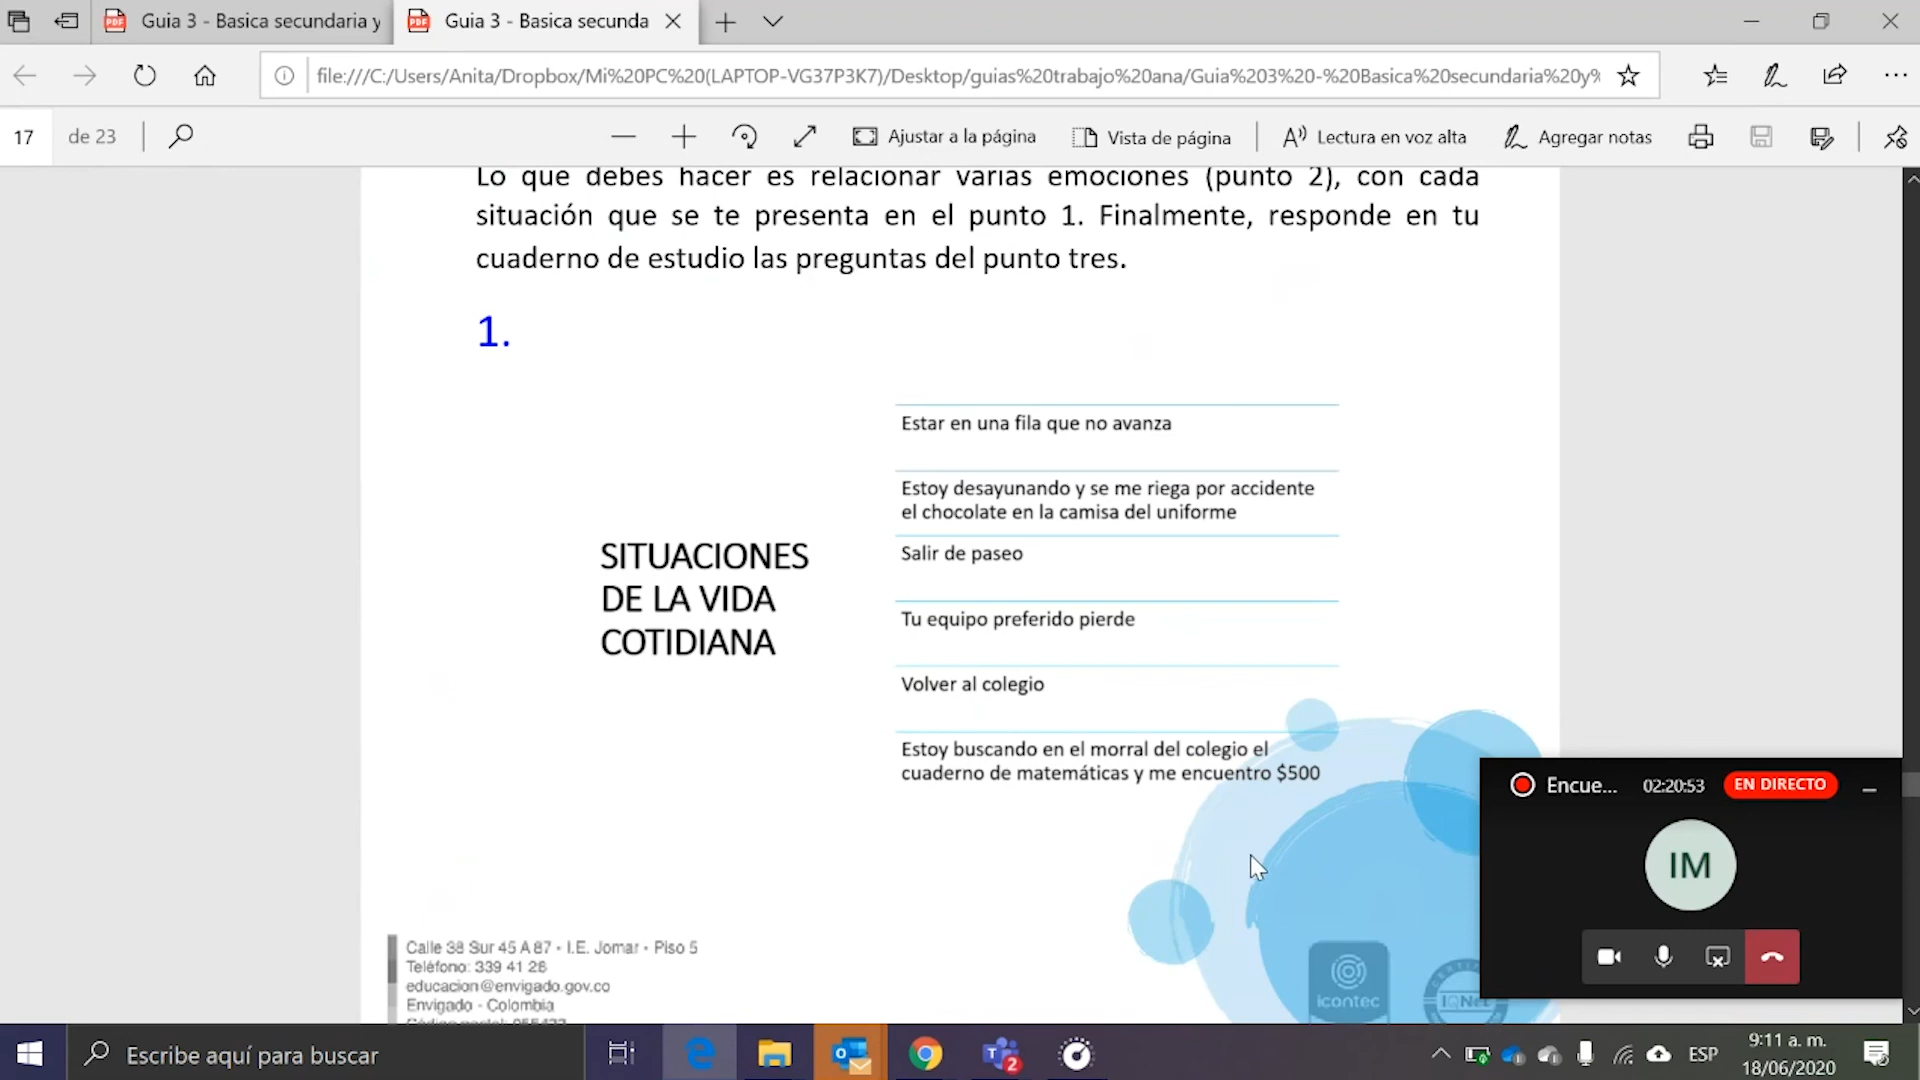 Guia 3 - Basica secundaria y
Guia 3 - Basica secunda
file:///C:/Users/Anita/Dropbox/Mi%20PC%20(LAPTOP-VG37P3K7)/Desktop/guias%20trabajo%20ana/Guia%203%20-%20Basica%20secundaria%20y%
17 de 23
Ajustar a la página
Vista de página
Lectura en voz alta
Agregar notas
Lo que debes hacer es relacionar varias emociones (punto 2), con cada
situación que se te presenta en el punto 1. Finalmente, responde en tu
cuaderno de estudio las preguntas del punto tres.
1.
SITUACIONES
DE LA VIDA
COTIDIANA
Estar en una fila que no avanza
Estoy desayunando y se me riega por accidente
el chocolate en la camisa del uniforme
Salir de paseo
Tu equipo preferido pierde
Volver al colegio
Estoy buscando en el morral del colegio el
cuaderno de matemáticas y me encuentro $500
Encue... 02:20:53 EN DIRECTO
IM
Calle 38 Sur 45 A 87 - I.E. Jomar - Piso 5
Teléfono: 339 41 26
educacion@envigado.gov.co
Envigado - Colombia
icontec
IQNet
Escribe aquí para buscar
2
ESP
9:11 a. m.
18/06/2020